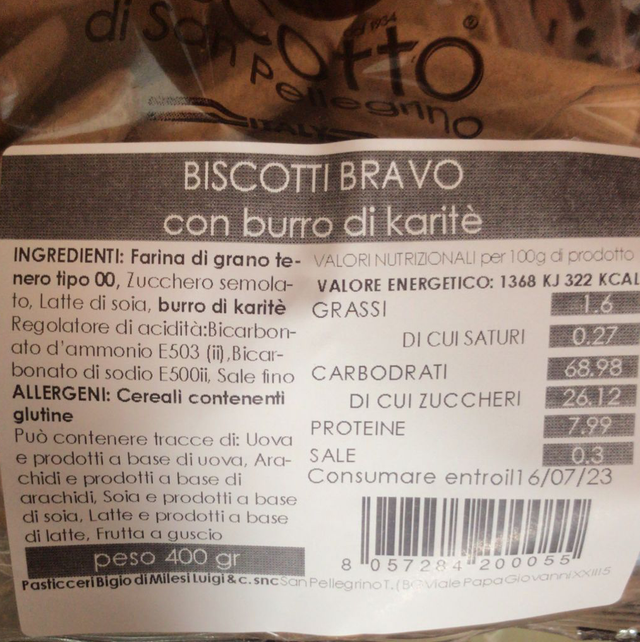 di San Pellegrino
otto®
1934
ITALY
BISCOTTI BRAVO
con burro di karitè
INGREDIENTI: Farina di grano te-
nero tipo 00, Zucchero semola-
to, Latte di soia, burro di karitè
Regolatore di acidità:Bicarbon-
ato d'ammonio E503 (ii),Bicar-
bonato di sodio E500ii, Sale fino
ALLERGENI: Cereali contenenti
glutine
Può contenere tracce di: Uova
e prodotti a base di uova, Ara-
chidi e prodotti a base di
arachidi, Soia e prodotti a base
di soia, Latte e prodotti a base
di latte, Frutta a guscio
peso 400 gr
VALORI NUTRIZIONALI per 100g di prodotto
VALORE ENERGETICO: 1368 KJ 322 KCAL
GRASSI 1.6
DI CUI SATURI 0.27
CARBODRATI 68.98
DI CUI ZUCCHERI 26.12
PROTEINE 7.99
SALE 0.3
Consumare entroil16/07/23
8 057284 200055
Pasticceri Bigio di Milesi Luigi & c. snc San Pellegrino T. (BG viale Papa Giovanni XXIII 5